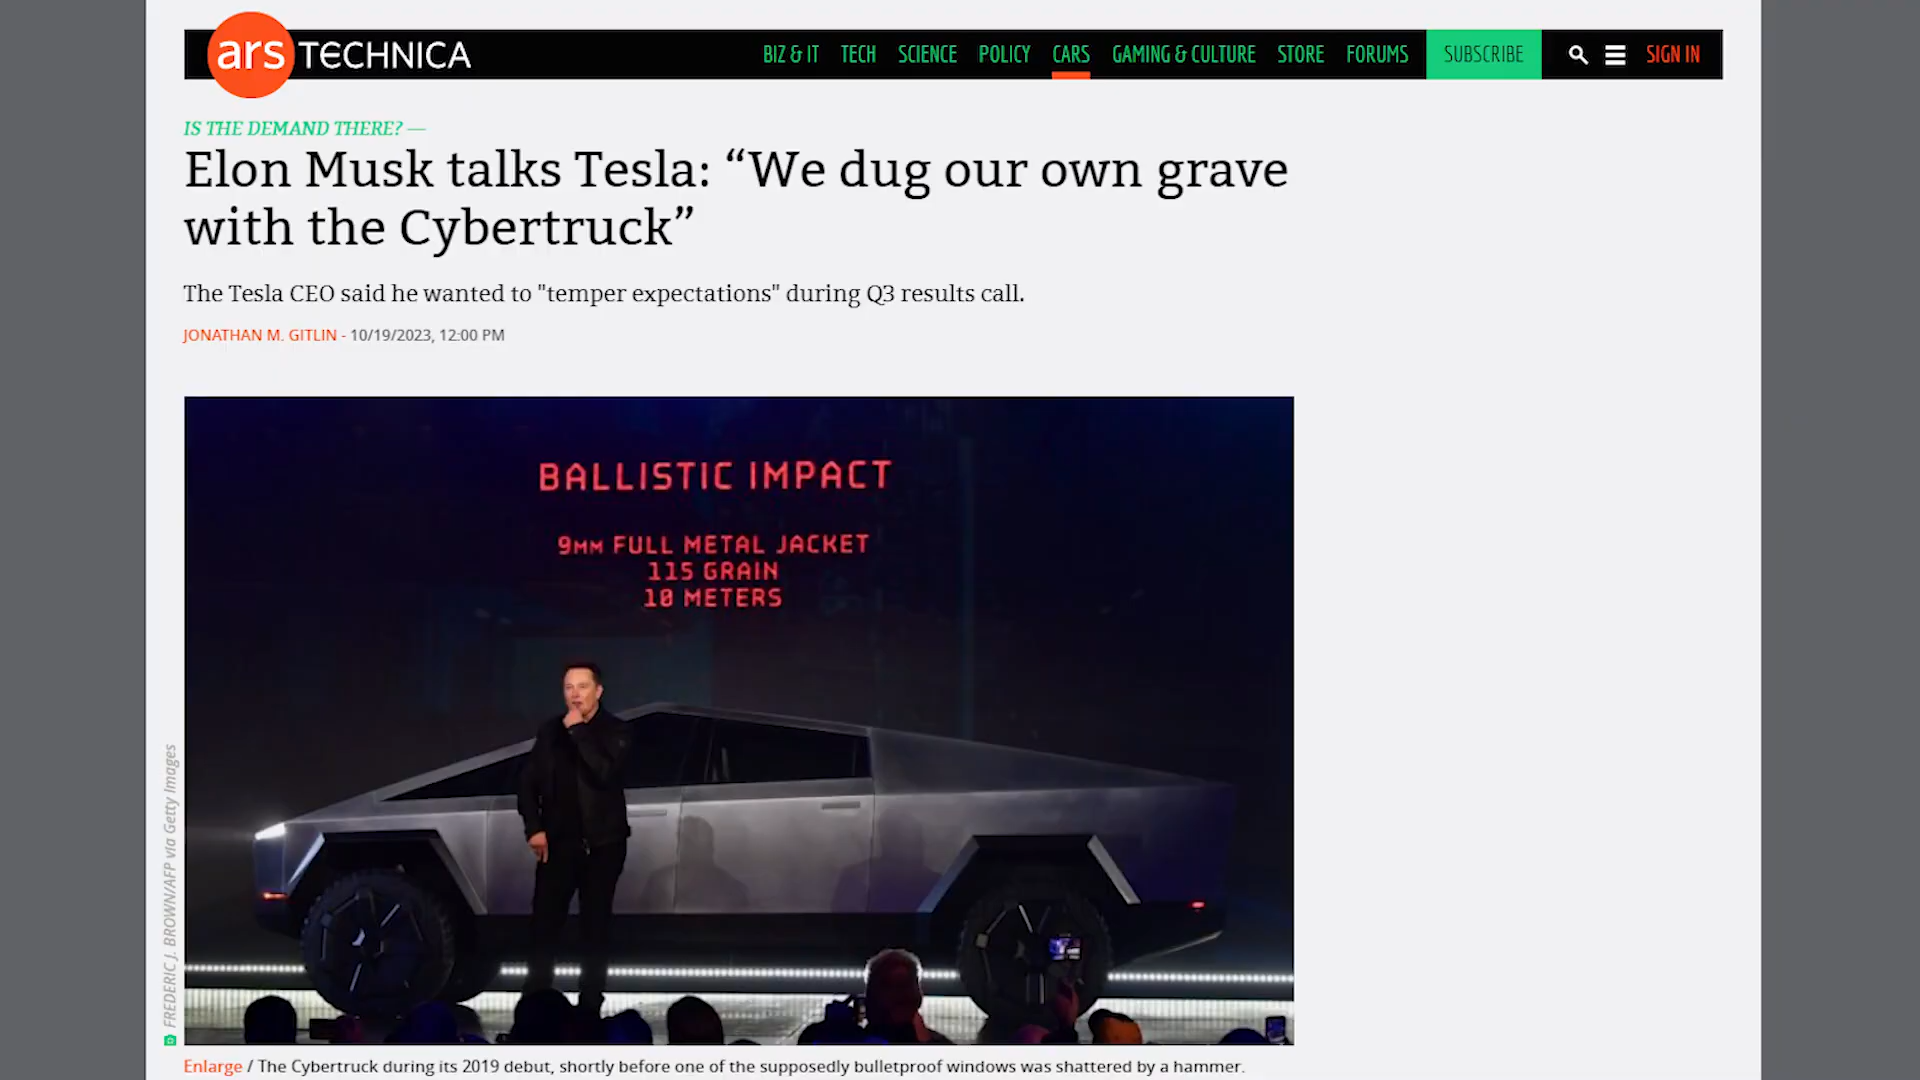 ars TECHNICA
BIZ & IT TECH SCIENCE POLICY CARS GAMING & CULTURE STORE FORUMS SUBSCRIBE SIGN IN
IS THE DEMAND THERE? —
Elon Musk talks Tesla: “We dug our own grave
with the Cybertruck”
The Tesla CEO said he wanted to "temper expectations" during Q3 results call.
JONATHAN M. GITLIN - 10/19/2023, 12:00 PM
BALLISTIC IMPACT
9MM FULL METAL JACKET
115 GRAIN
10 METERS
FREDERIC J. BROWN/AFP via Getty Images
Enlarge / The Cybertruck during its 2019 debut, shortly before one of the supposedly bulletproof windows was shattered by a hammer.